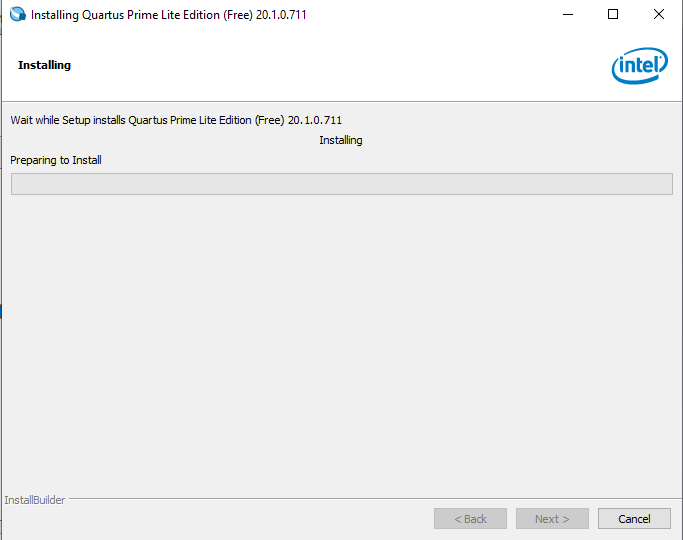 Installing Quartus Prime Lite Edition (Free) 20.1.0.711
Installing
intel
Wait while Setup installs Quartus Prime Lite Edition (Free) 20.1.0.711
Installing
Preparing to Install
InstallBuilder
< Back
Next >
Cancel